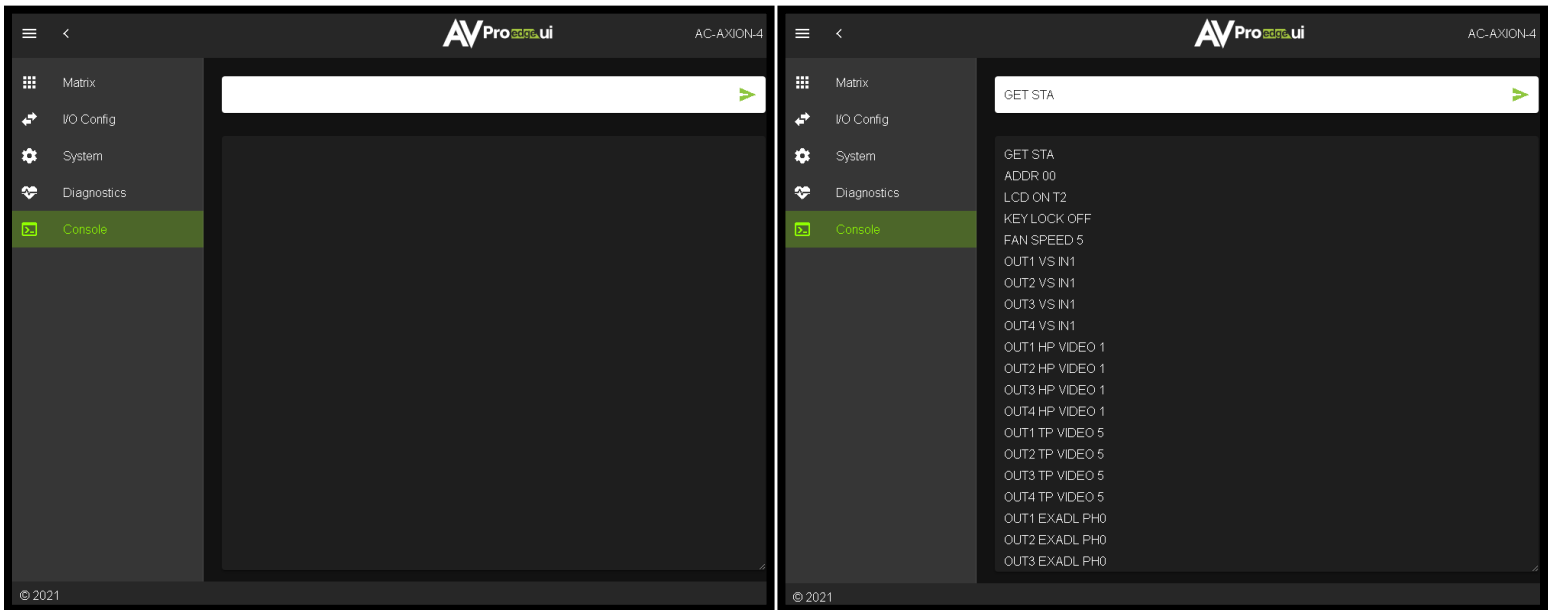 AVPro edge.ui
AC-AXION-4
Matrix
I/O Config
System
Diagnostics
Console
© 2021
AVPro edge.ui
AC-AXION-4
Matrix
I/O Config
System
Diagnostics
Console
GET STA
GET STA
ADDR 00
LCD ON T2
KEY LOCK OFF
FAN SPEED 5
OUT1 VS IN1
OUT2 VS IN1
OUT3 VS IN1
OUT4 VS IN1
OUT1 HP VIDEO 1
OUT2 HP VIDEO 1
OUT3 HP VIDEO 1
OUT4 HP VIDEO 1
OUT1 TP VIDEO 5
OUT2 TP VIDEO 5
OUT3 TP VIDEO 5
OUT4 TP VIDEO 5
OUT1 EXADL PH0
OUT2 EXADL PH0
OUT3 EXADL PH0
© 2021